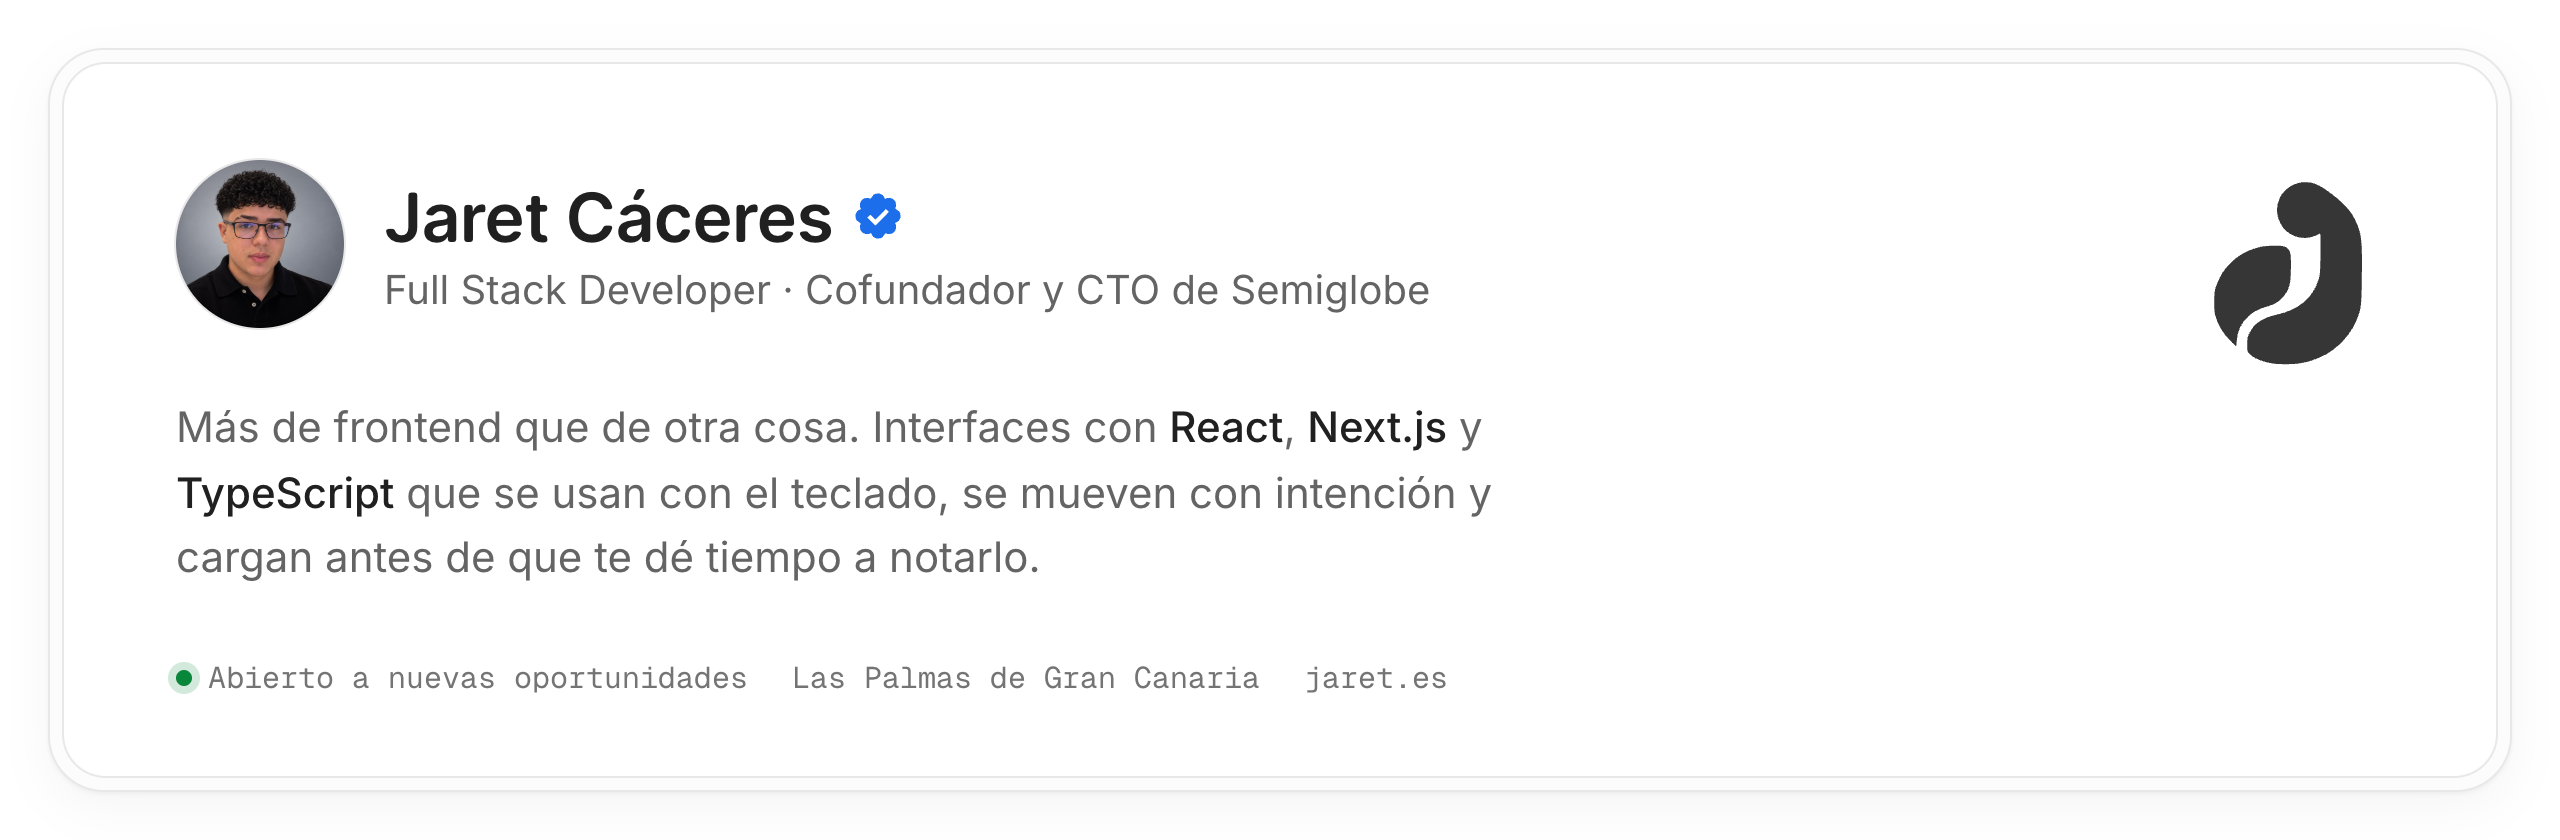 Jaret Cáceres
Full Stack Developer · Cofundador y CTO de Semiglobe
Más de frontend que de otra cosa. Interfaces con React, Next.js y
TypeScript que se usan con el teclado, se mueven con intención y
cargan antes de que te dé tiempo a notarlo.
Abierto a nuevas oportunidades Las Palmas de Gran Canaria jaret.es